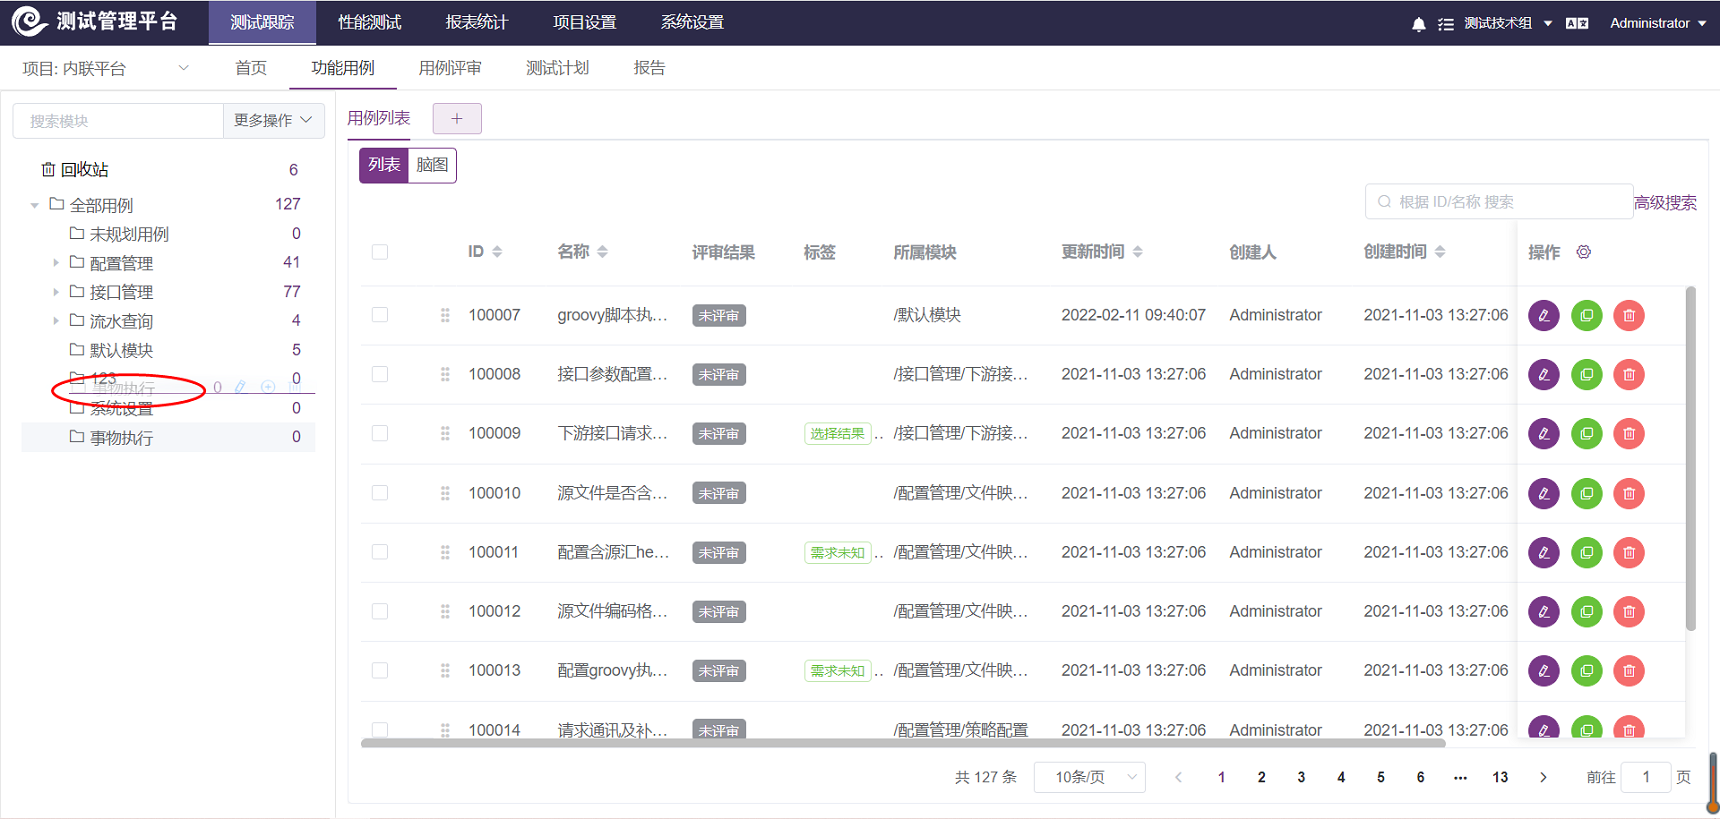 测试管理平台 测试跟踪 性能测试 报表统计 项目设置 系统设置 测试技术组 Administrator
项目: 内联平台 首页 功能用例 用例评审 测试计划 报告
搜索模块 更多操作
回收站 6
全部用例 127
未规划用例 0
配置管理 41
接口管理 77
流水查询 4
默认模块 5
123 0
事物执行 0
系统设置 0
事物执行 0
用例列表 +
列表 脑图
根据 ID/名称 搜索 高级搜索
ID 名称 评审结果 标签 所属模块 更新时间 创建人 创建时间 操作
100007 groovy脚本执... 未评审 /默认模块 2022-02-11 09:40:07 Administrator 2021-11-03 13:27:06
100008 接口参数配置... 未评审 /接口管理/下游接... 2021-11-03 13:27:06 Administrator 2021-11-03 13:27:06
100009 下游接口请求... 未评审 选择结果 .. /接口管理/下游接... 2021-11-03 13:27:06 Administrator 2021-11-03 13:27:06
100010 源文件是否含... 未评审 /配置管理/文件映... 2021-11-03 13:27:06 Administrator 2021-11-03 13:27:06
100011 配置含源汇he... 未评审 需求未知 .. /配置管理/文件映... 2021-11-03 13:27:06 Administrator 2021-11-03 13:27:06
100012 源文件编码格... 未评审 /配置管理/文件映... 2021-11-03 13:27:06 Administrator 2021-11-03 13:27:06
100013 配置groovy执... 未评审 需求未知 .. /配置管理/文件映... 2021-11-03 13:27:06 Administrator 2021-11-03 13:27:06
100014 请求通讯及补... 未评审 /配置管理/策略配置 2021-11-03 13:27:06 Administrator 2021-11-03 13:27:06
共 127 条 10条/页 1 2 3 4 5 6 ... 13 前往 1 页